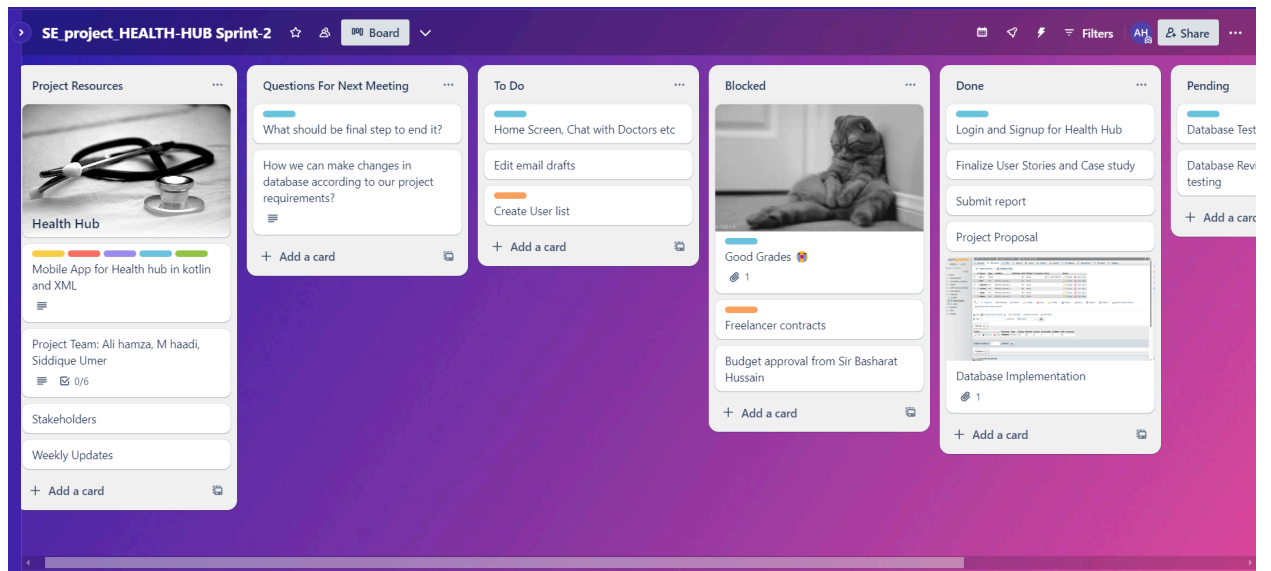 SE_project_HEALTH-HUB Sprint-2
Board
Filters
AH
Share
Project Resources
Health Hub
Mobile App for Health hub in kotlin
and XML
Project Team: Ali hamza, M haadi,
Siddique Umer
0/6
Stakeholders
Weekly Updates
+ Add a card
Questions For Next Meeting
What should be final step to end it?
How we can make changes in
database according to our project
requirements?
+ Add a card
To Do
Home Screen, Chat with Doctors etc
Edit email drafts
Create User list
+ Add a card
Blocked
Good Grades
1
Freelancer contracts
Budget approval from Sir Basharat
Hussain
+ Add a card
Done
Login and Signup for Health Hub
Finalize User Stories and Case study
Submit report
Project Proposal
Database Implementation
1
+ Add a card
Pending
Database Test
Database Revi
testing
+ Add a card